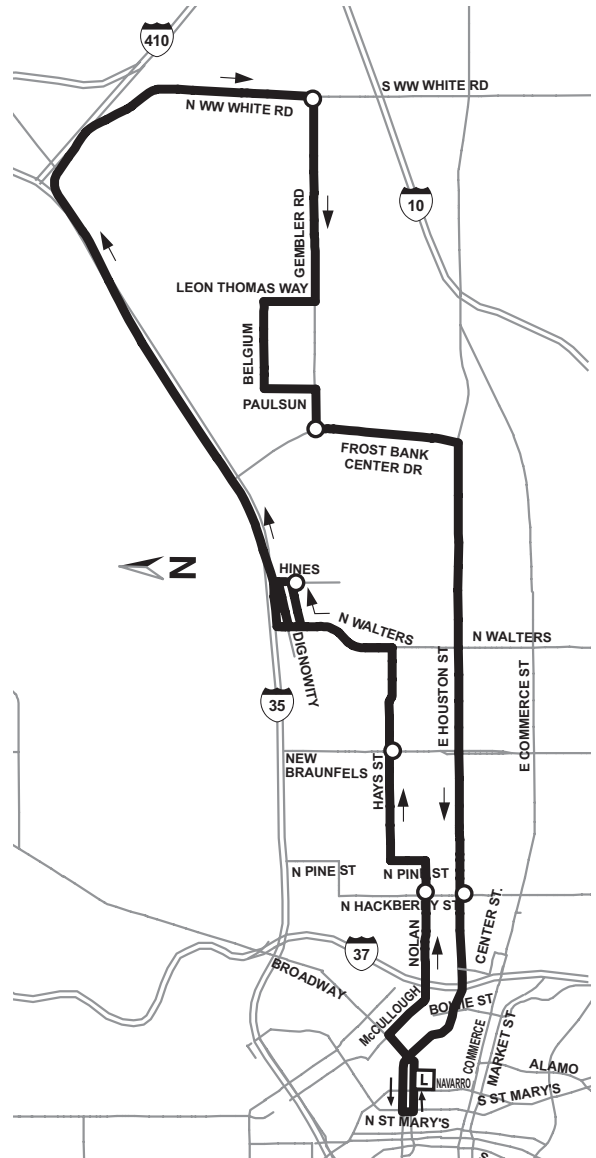 410
S WW WHITE RD
N WW WHITE RD
10
GEMBLER RD
LEON THOMAS WAY
BELGIUM
PAULSUN
FROST BANK
CENTER DR
N
HINES
N WALTERS
N WALTERS
DIGNOWITY
E HOUSTON ST
E COMMERCE ST
35
NEW
BRAUNFELS
HAYS ST
N PINE ST
N PINE ST
N HACKBERRY ST
NOLAN
CENTER ST.
37
BROADWAY
McCULLOUGH
BOWIE ST
COMMERCE
MARKET ST
ALAMO
L
NAVARRO
S ST MARY'S
N ST MARY'S